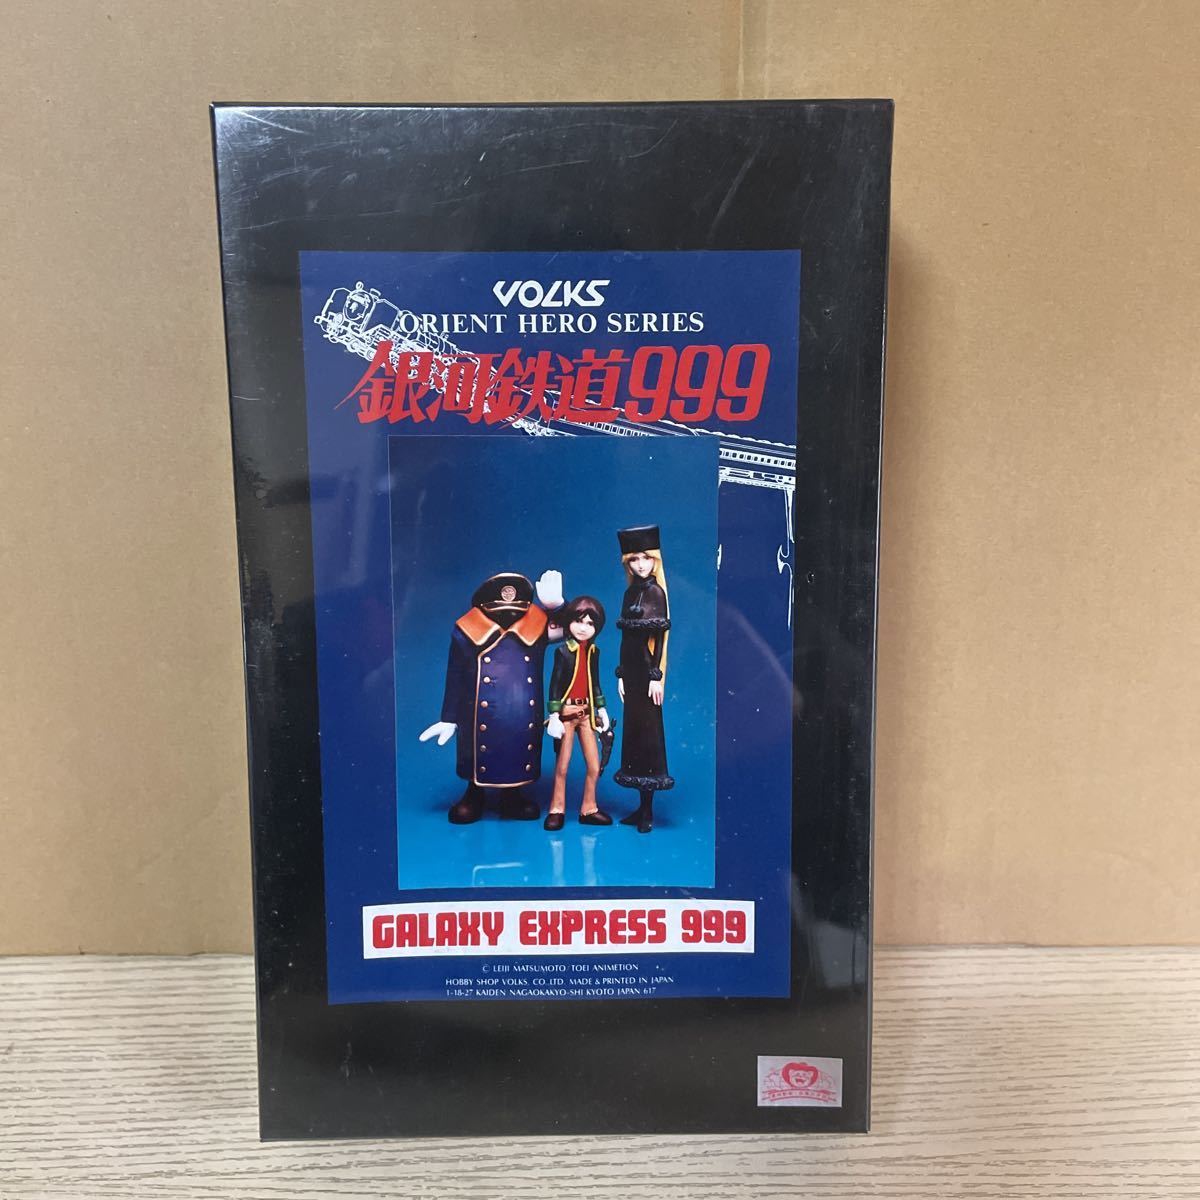 VOLKS
ORIENT HERO SERIES
銀河鉄道999
GALAXY EXPRESS 999
© LEIJI MATSUMOTO/TOEI ANIMETION
HOBBY SHOP VOLKS. CO.,LTD. MADE & PRINTED IN JAPAN
1-18-27 KAIDEN NAGAOKAKYO-SHI KYOTO JAPAN 617